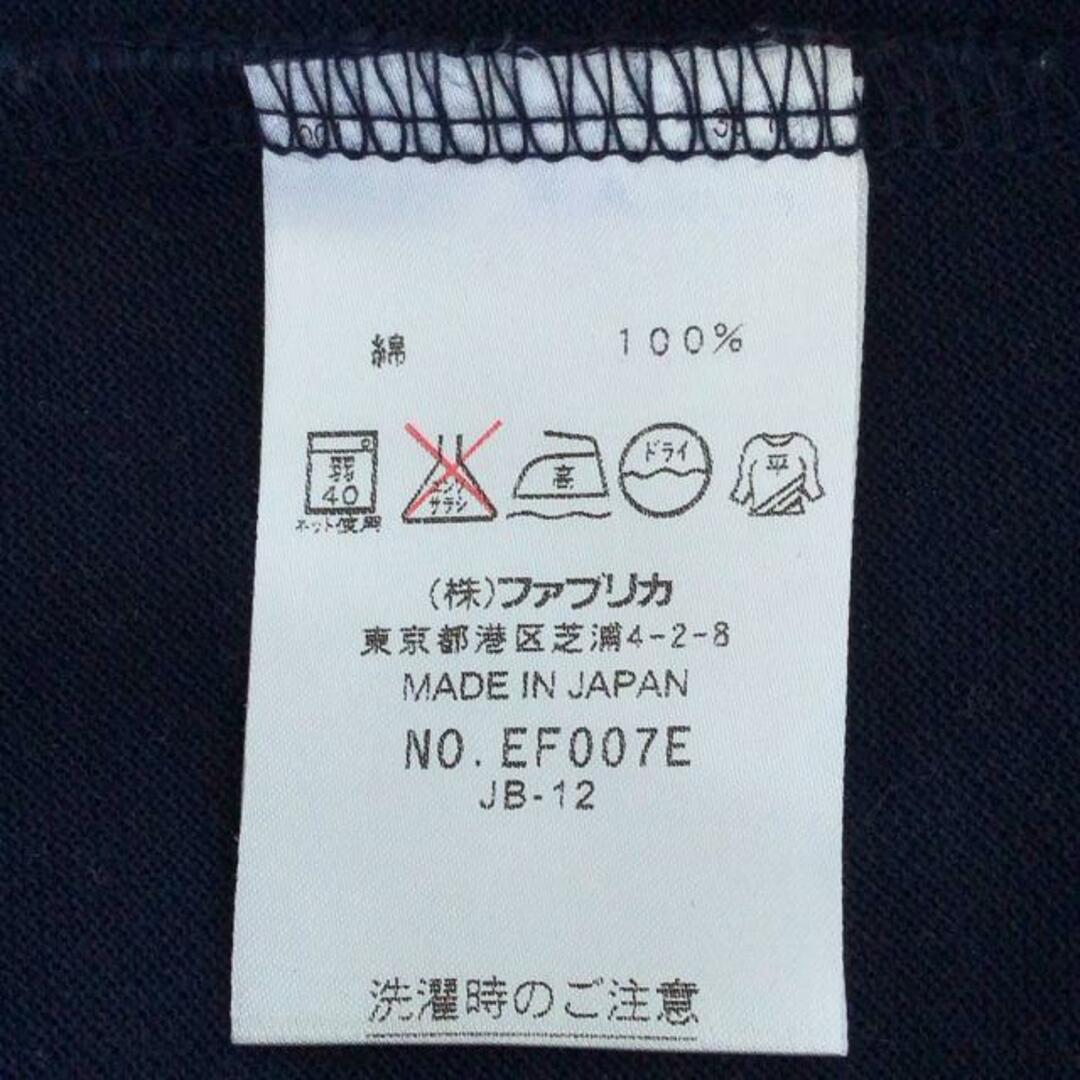 綿 100%
弱 エンソ 高 ドライ 平
40 サラシ
ネット使用
(株)ファブリカ
東京都港区芝浦4-2-8
MADE IN JAPAN
NO.EF007E
JB-12
洗濯時のご注意